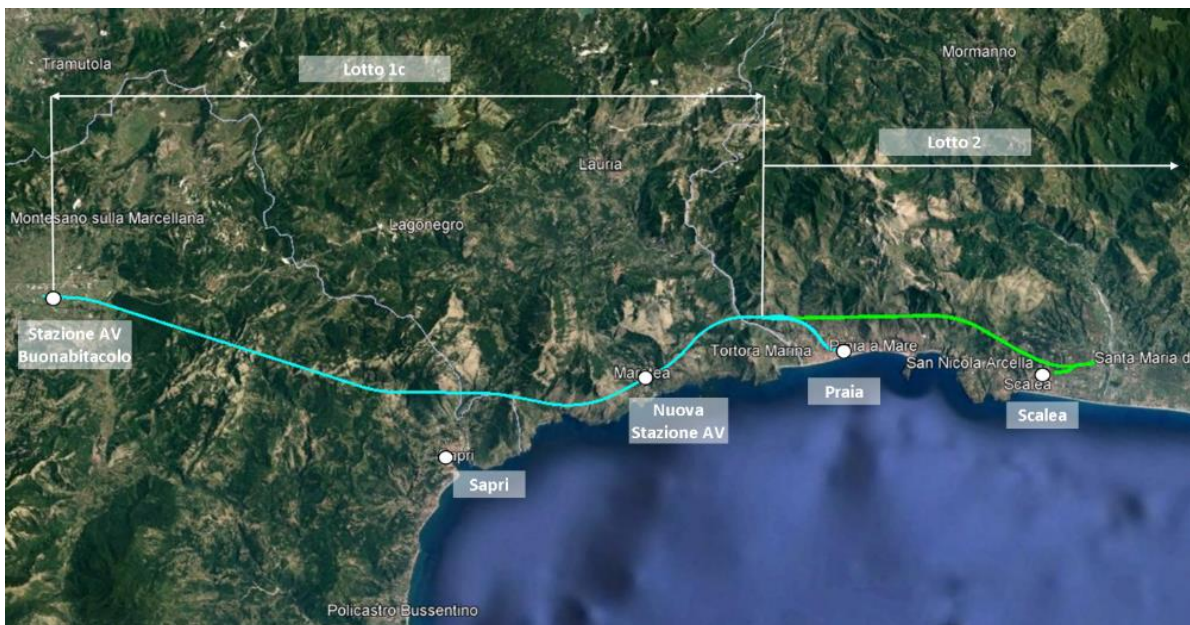 Tramutola
Lotto 1c
Mormanno
Lotto 2
Lauria
Montesano sulla Marcellana
Lagonegro
Stazione AV
Buonabitacolo
Tortora Marina
Praia a Mare
San Nicola Arcella
Santa Maria d
Maratea
Scalea
Praia
Nuova
Stazione AV
Scalea
Sapri
Sapri
Policastro Bussentino